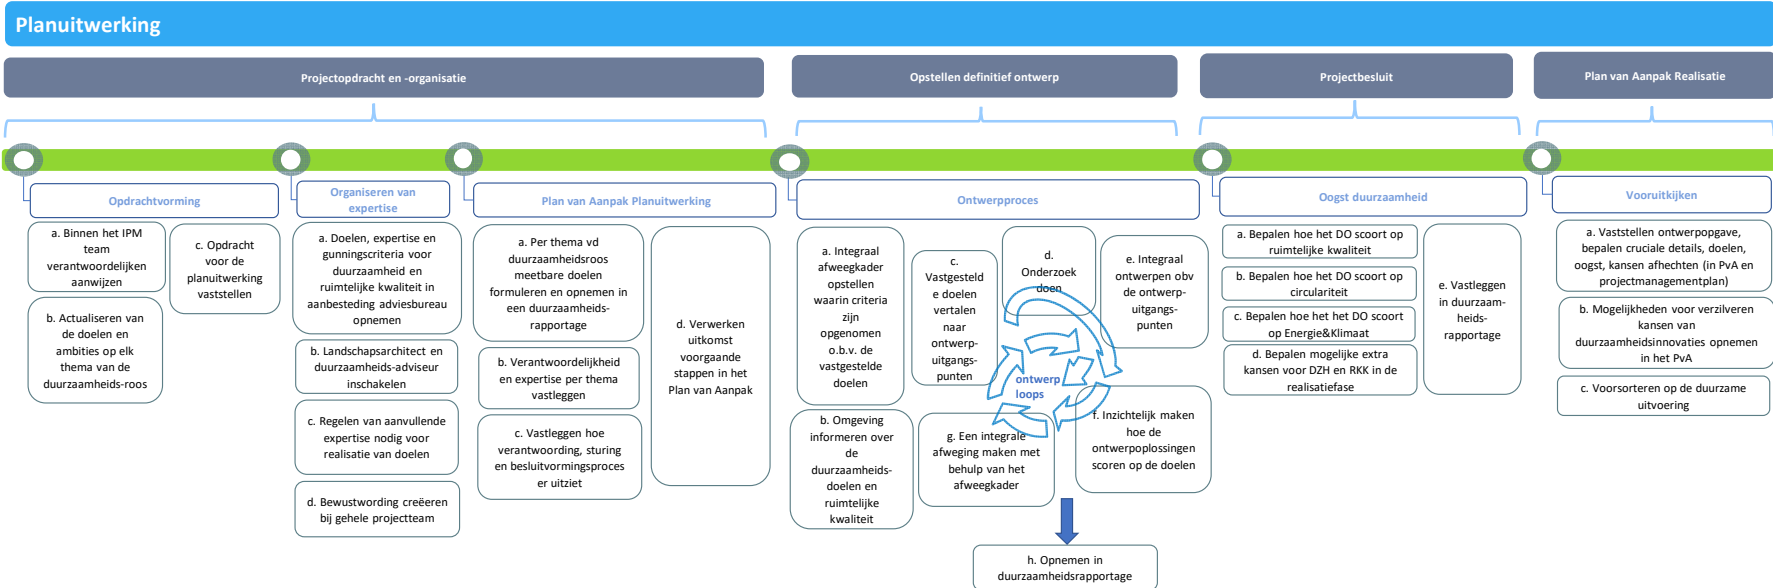 Planuitwerking
Projectopdracht en -organisatie
Opstellen definitief ontwerp
Projectbesluit
Plan van Aanpak Realisatie
Opdrachtvorming
a. Binnen het IPM
team
verantwoordelijken
aanwijzen
b. Actualiseren van
de doelen en
ambities op elk
thema van de
duurzaamheids-roos
c. Opdracht
voor de
planuitwerking
vaststellen
Organiseren van
expertise
a. Doelen, expertise en
gunningscriteria voor
duurzaamheid en
ruimtelijke kwaliteit in
aanbesteding adviesbureau
opnemen
b. Landschapsarchitect en
duurzaamheids-adviseur
inschakelen
c. Regelen van aanvullende
expertise nodig voor
realisatie van doelen
d. Bewustwording creëeren
bij gehele projectteam
Plan van Aanpak Planuitwerking
a. Per thema vd
duurzaamheidsroos
meetbare doelen
formuleren en opnemen in
een duurzaamheids-
rapportage
b. Verantwoordelijkheid
en expertise per thema
vastleggen
c. Vastleggen hoe
verantwoording, sturing
en besluitvormingsproces
er uitziet
d. Verwerken
uitkomst
voorgaande
stappen in het
Plan van Aanpak
Ontwerpproces
a. Integraal
afweegkader
opstellen
waarin criteria
zijn
opgenomen
o.b.v. de
vastgestelde
doelen
b. Omgeving
informeren over
de
duurzaamheids-
doelen en
ruimtelijke
kwaliteit
c.
Vastgesteld
e doelen
vertalen
naar
ontwerp-
uitgangs-
punten
d.
Onderzoek
doen
e. Integraal
ontwerpen obv
de ontwerp-
uitgangs-
punten
ontwerp
loops
f. Inzichtelijk maken
hoe de
ontwerpoplossingen
scoren op de doelen
g. Een integrale
afweging maken met
behulp van het
afweegkader
h. Opnemen in
duurzaamheidsrapportage
Oogst duurzaamheid
a. Bepalen hoe het DO scoort op
ruimtelijke kwaliteit
b. Bepalen hoe het DO scoort op
circulariteit
c. Bepalen hoe het het DO scoort
op Energie&Klimaat
d. Bepalen mogelijke extra
kansen voor DZH en RKK in de
realisatiefase
e. Vastleggen
in duurzaam-
heids-
rapportage
Vooruitkijken
a. Vaststellen ontwerpopgave,
bepalen cruciale details, doelen,
oogst, kansen afhechten (in PvA en
projectmanagementplan)
b. Mogelijkheden voor verzilveren
kansen van
duurzaamheidsinnovaties opnemen
in het PvA
c. Voorsorteren op de duurzame
uitvoering